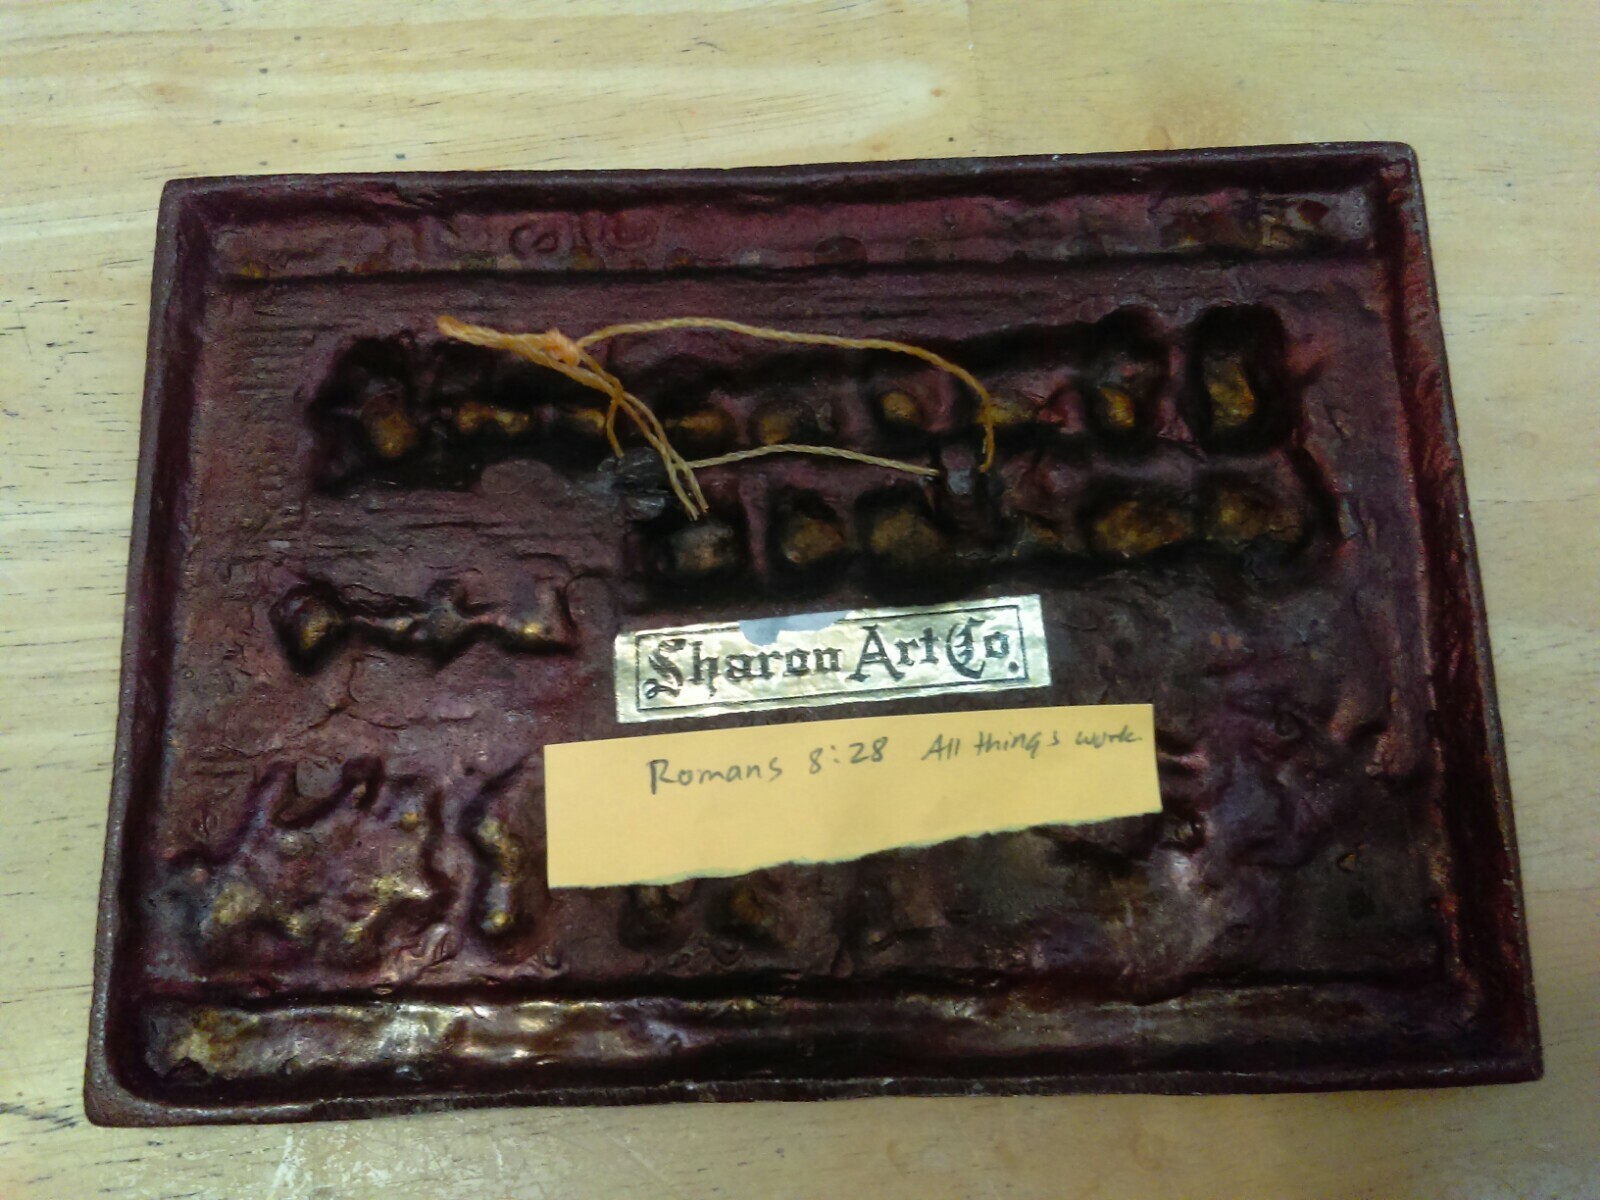 Sharon Art Co.
Romans 8:28 All things work.